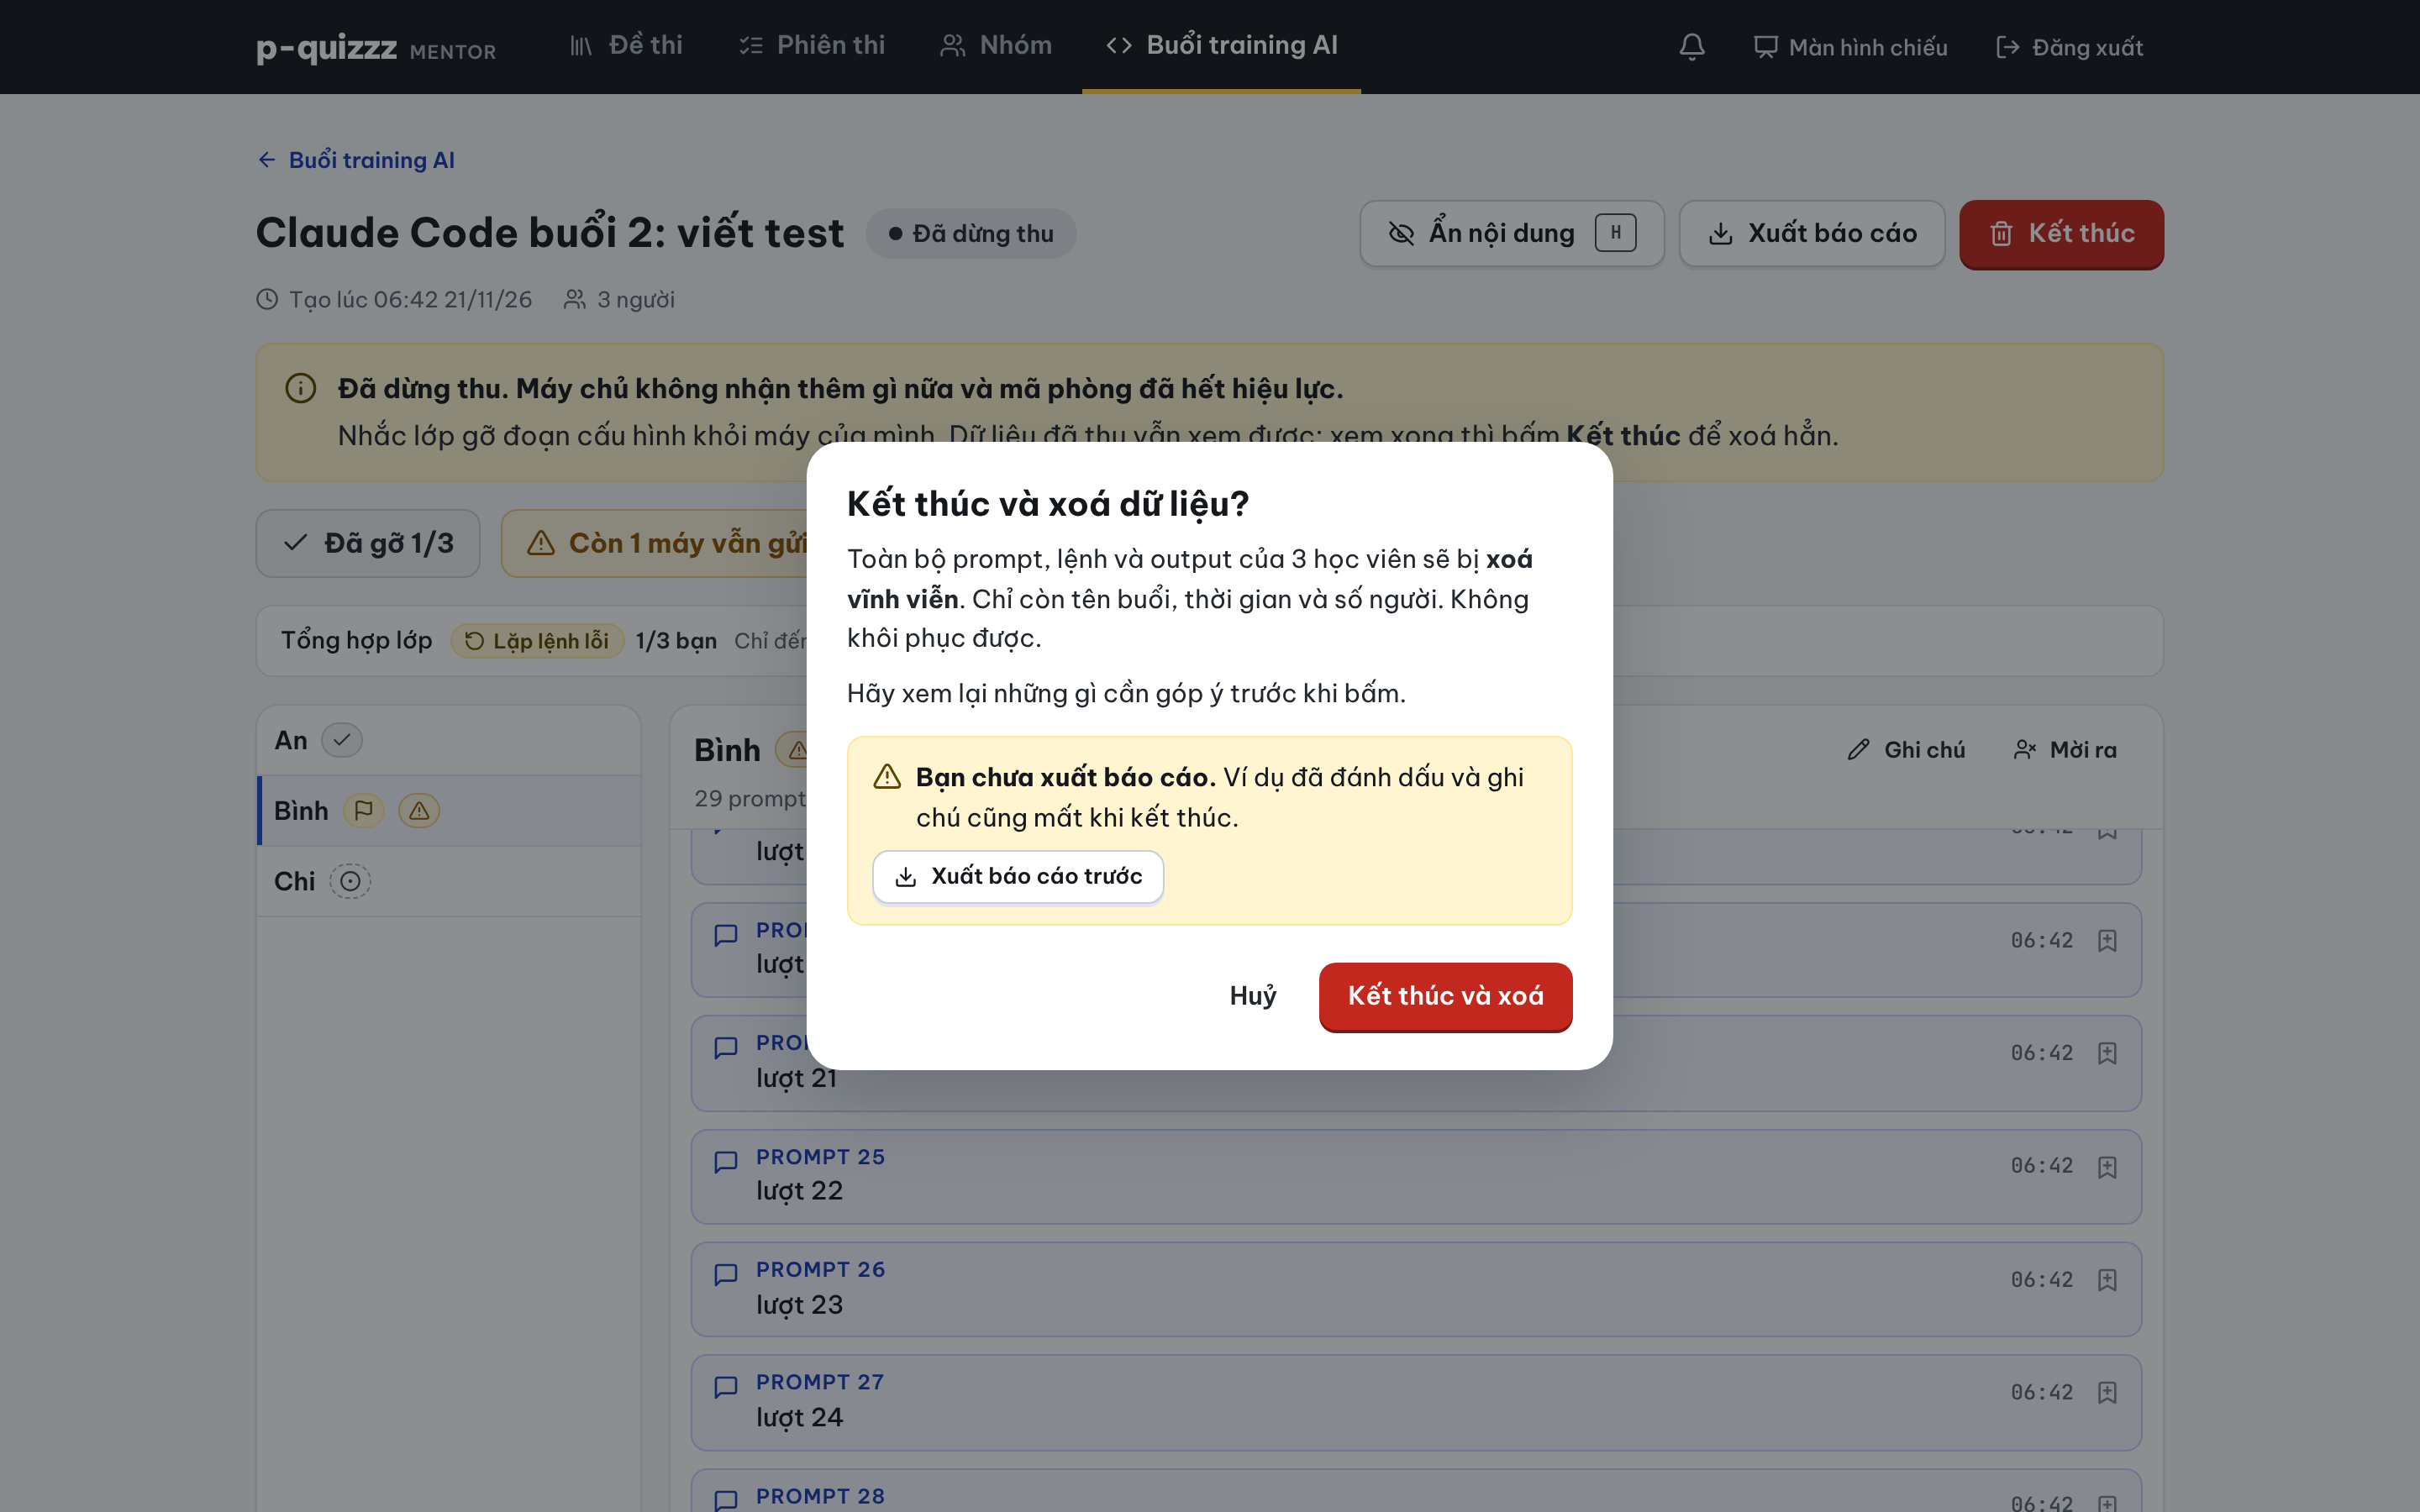 p-quizzz MENTOR
Đề thi
Phiên thi
Nhóm
Buổi training AI
Màn hình chiếu
Đăng xuất
Buổi training AI
Claude Code buổi 2: viết test
Đã dừng thu
Ẩn nội dung H
Xuất báo cáo
Kết thúc
Tạo lúc 06:42 21/11/26
3 người
Đã dừng thu. Máy chủ không nhận thêm gì nữa và mã phòng đã hết hiệu lực.
Nhắc lớp gỡ đoạn cấu hình khỏi máy của mình. Dữ liệu đã thu vẫn xem được; xem xong thì bấm Kết thúc để xoá hẳn.
Đã gỡ 1/3
Còn 1 máy vẫn gửi
Tổng hợp lớp
Lặp lệnh lỗi
1/3 bạn
Chỉ
An
Bình
Chi
Bình
29 prompt
Ghi chú
Mời ra
lượt
lượt
06:42
lượt 21
06:42
PROMPT 25
lượt 22
06:42
PROMPT 26
lượt 23
06:42
PROMPT 27
lượt 24
06:42
PROMPT 28
06:42
Kết thúc và xoá dữ liệu?
Toàn bộ prompt, lệnh và output của 3 học viên sẽ bị xoá
vĩnh viễn. Chỉ còn tên buổi, thời gian và số người. Không
khôi phục được.
Hãy xem lại những gì cần góp ý trước khi bấm.
Bạn chưa xuất báo cáo. Ví dụ đã đánh dấu và ghi
chú cũng mất khi kết thúc.
Xuất báo cáo trước
Huỷ
Kết thúc và xoá